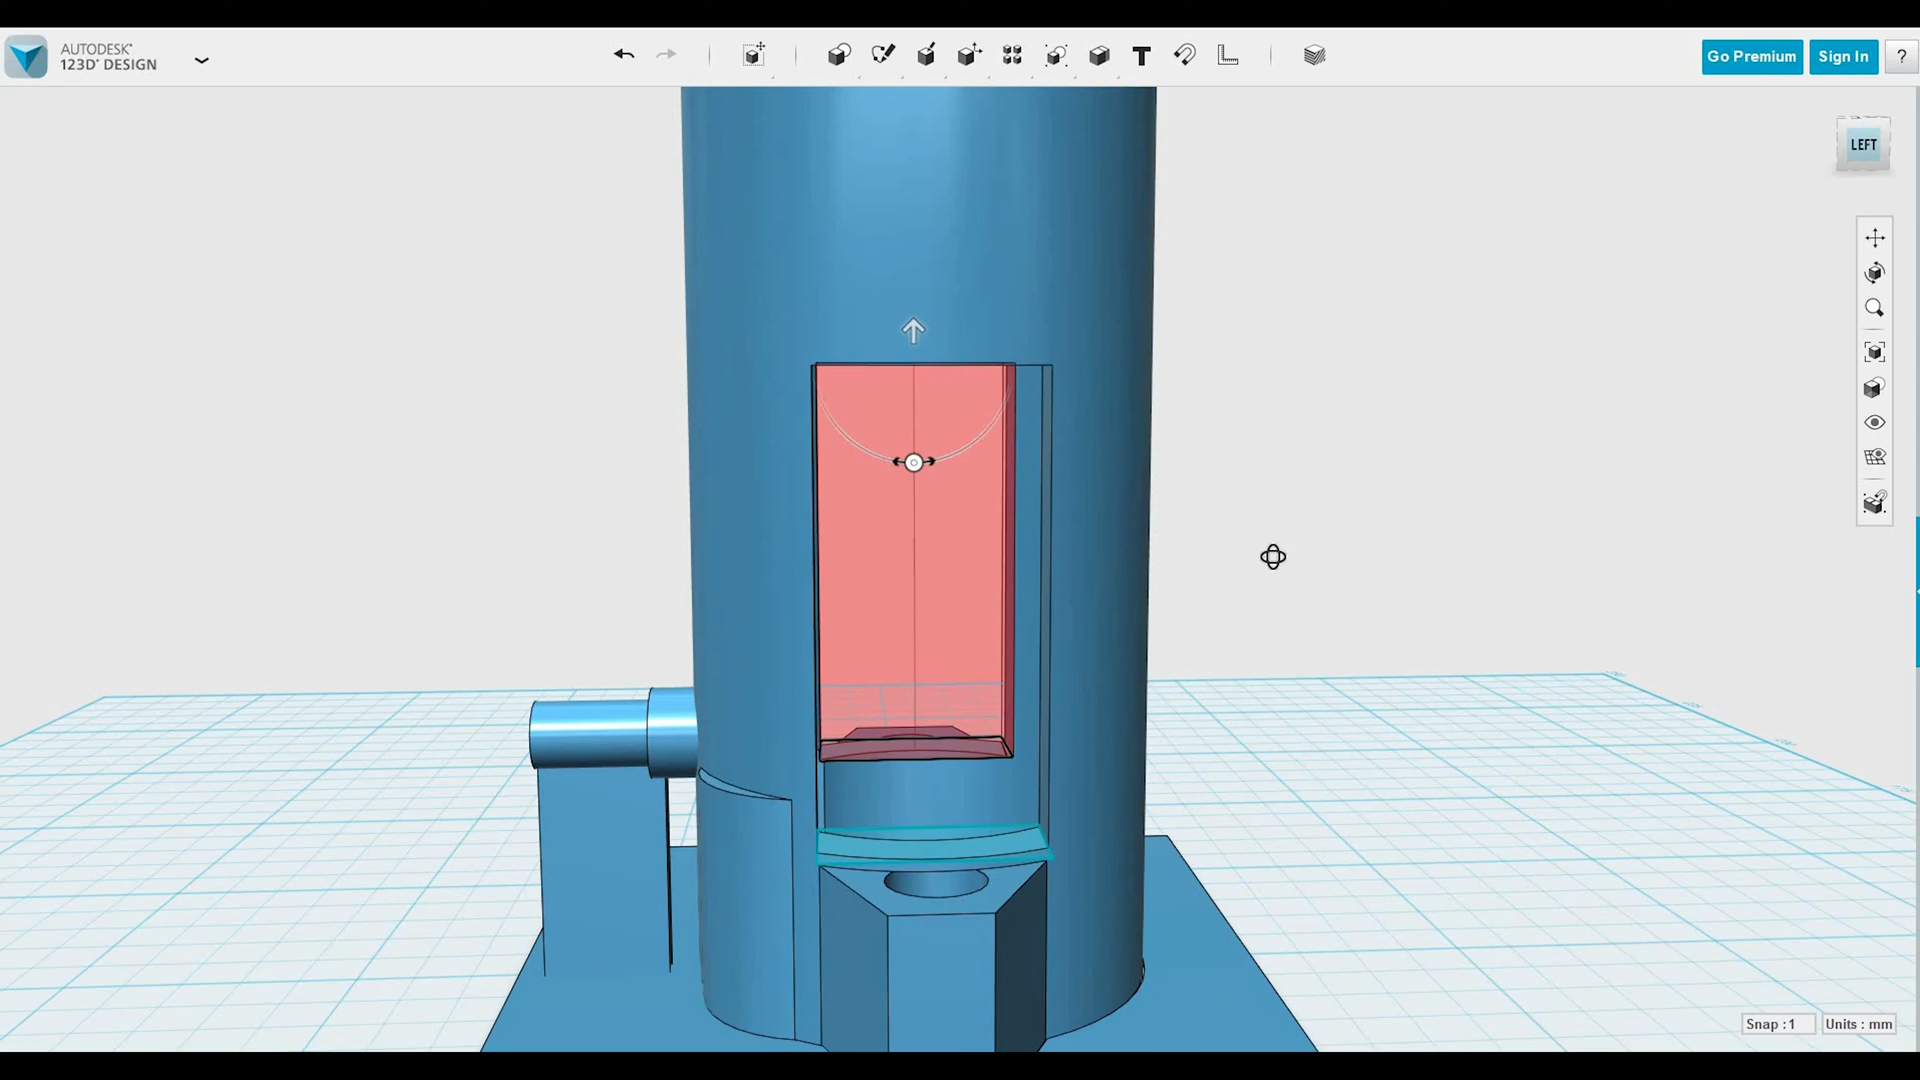 AUTODESK®
123D® DESIGN
T
Go Premium
Sign In
?
LEFT
Snap : 1
Units : mm